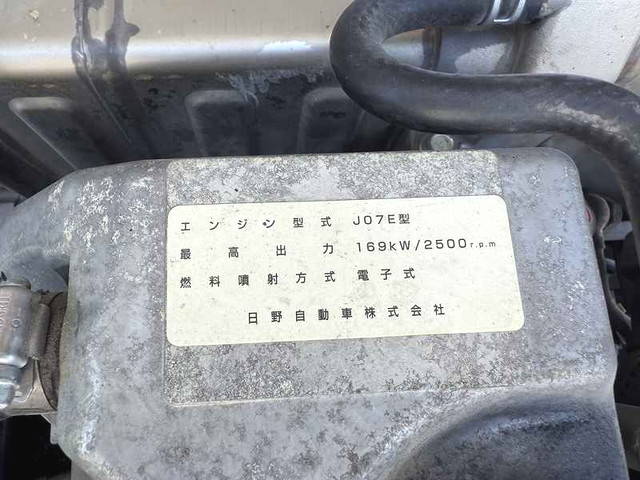 エンジン型式 J07E型
最高出力 169kW/2500r.p.m
燃料噴射方式 電子式
日野自動車株式会社